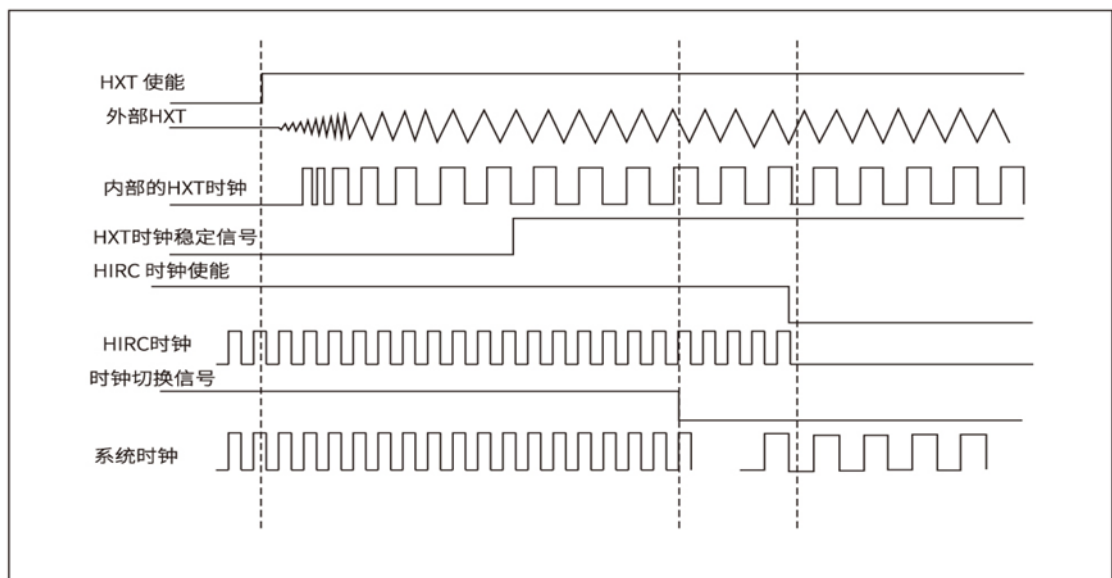 HXT 使能
外部HXT
内部的HXT时钟
HXT时钟稳定信号
HIRC 时钟使能
HIRC时钟
时钟切换信号
系统时钟